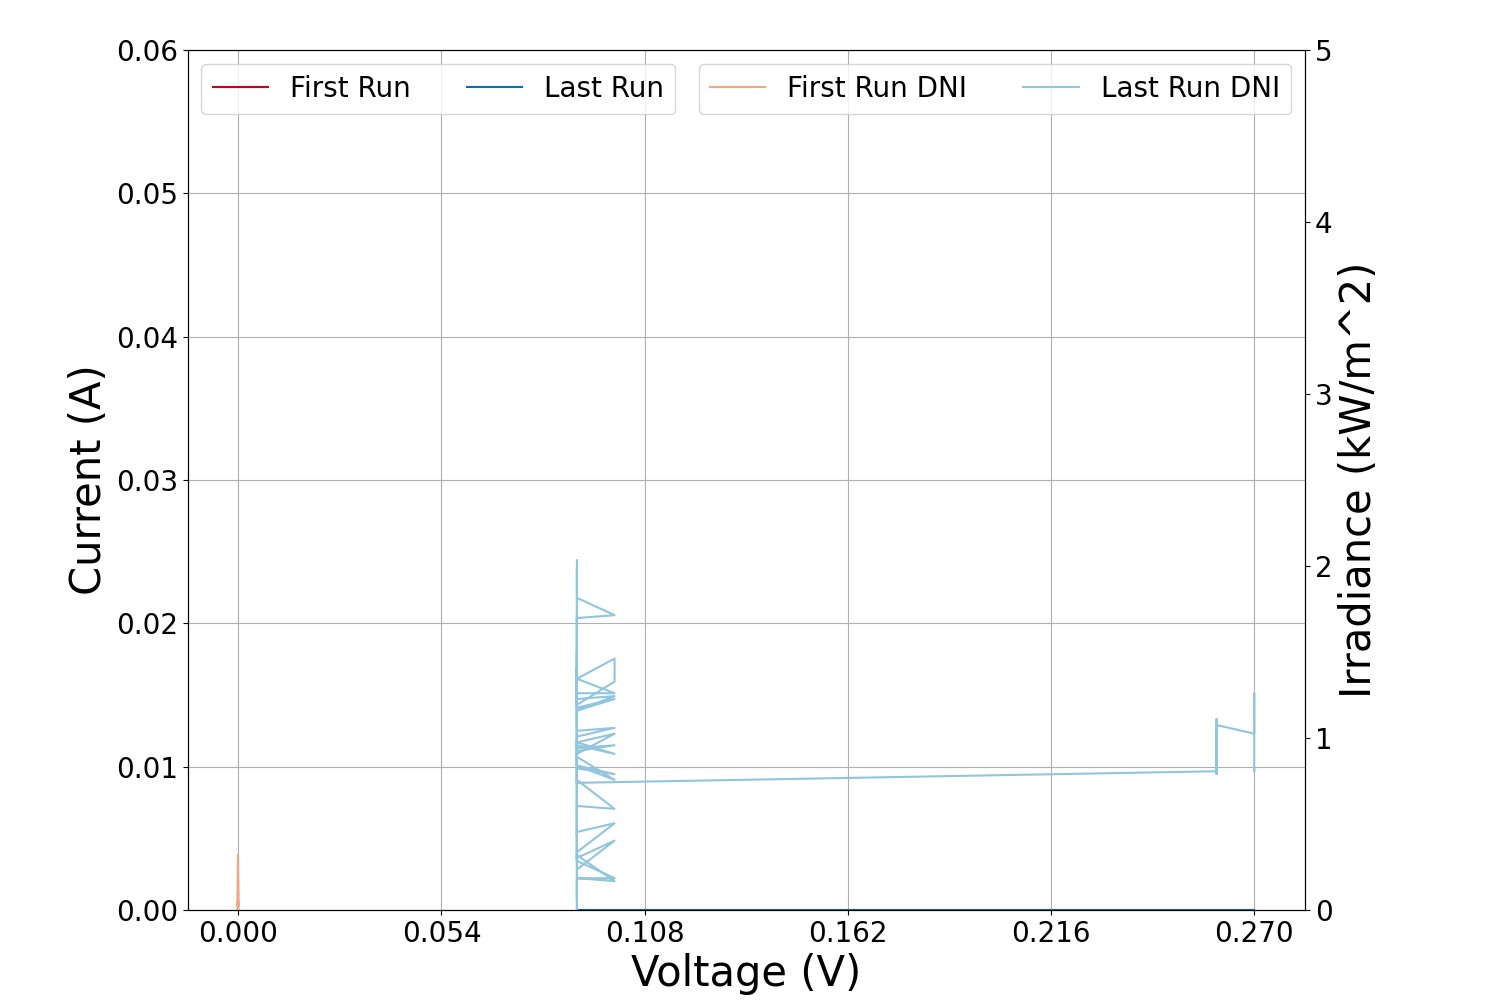 First Run
Last Run
First Run DNI
Last Run DNI
Current (A)
0.06
0.05
0.04
0.03
0.02
0.01
0.00
5
4
3
2
1
0
Irradiance (kW/m^2)
0.000
0.054
0.108
0.162
0.216
0.270
Voltage (V)